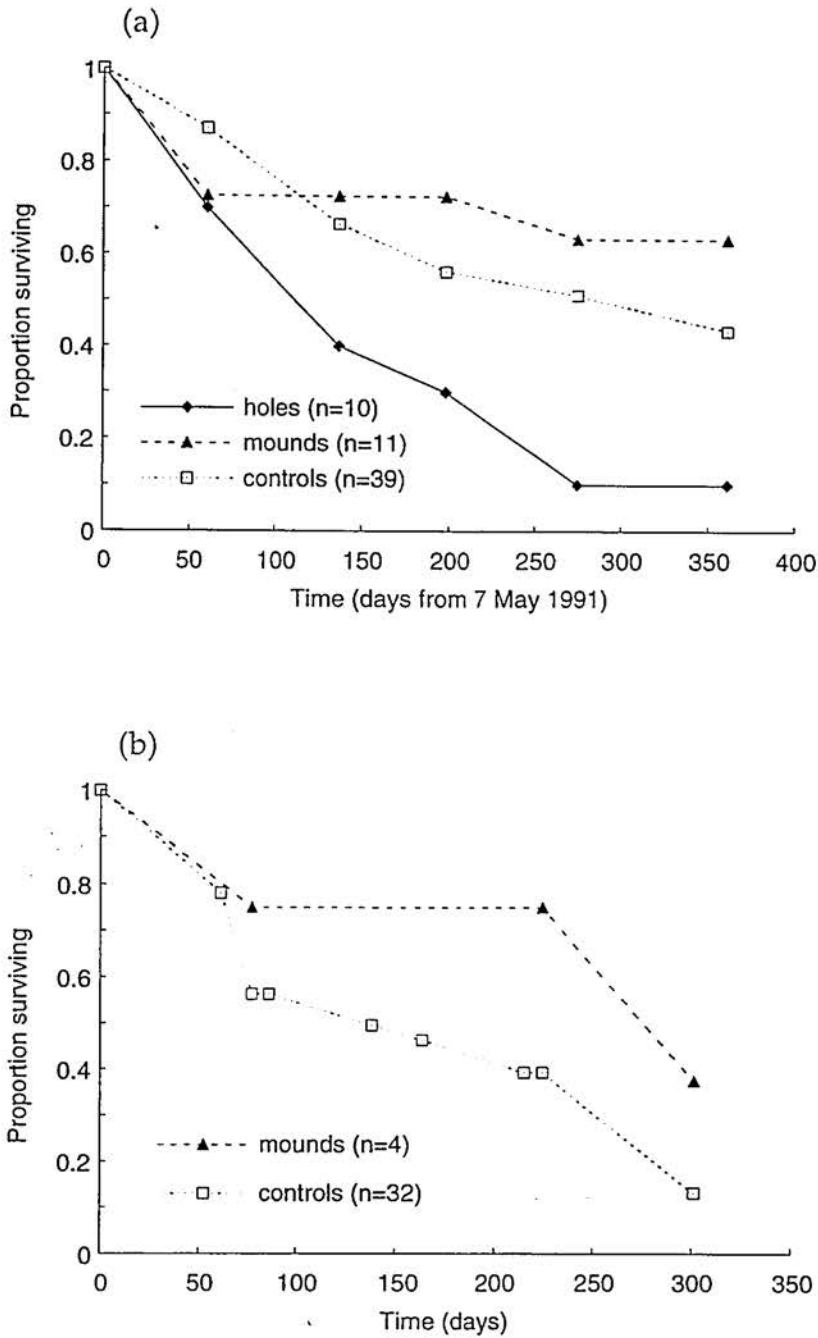 (a)
Proportion surviving
1
0.8
0.6
0.4
0.2
0
holes (n=10)
mounds (n=11)
controls (n=39)
0 50 100 150 200 250 300 350 400
Time (days from 7 May 1991)
(b)
Proportion surviving
1
0.8
0.6
0.4
0.2
0
mounds (n=4)
controls (n=32)
0 50 100 150 200 250 300 350
Time (days)